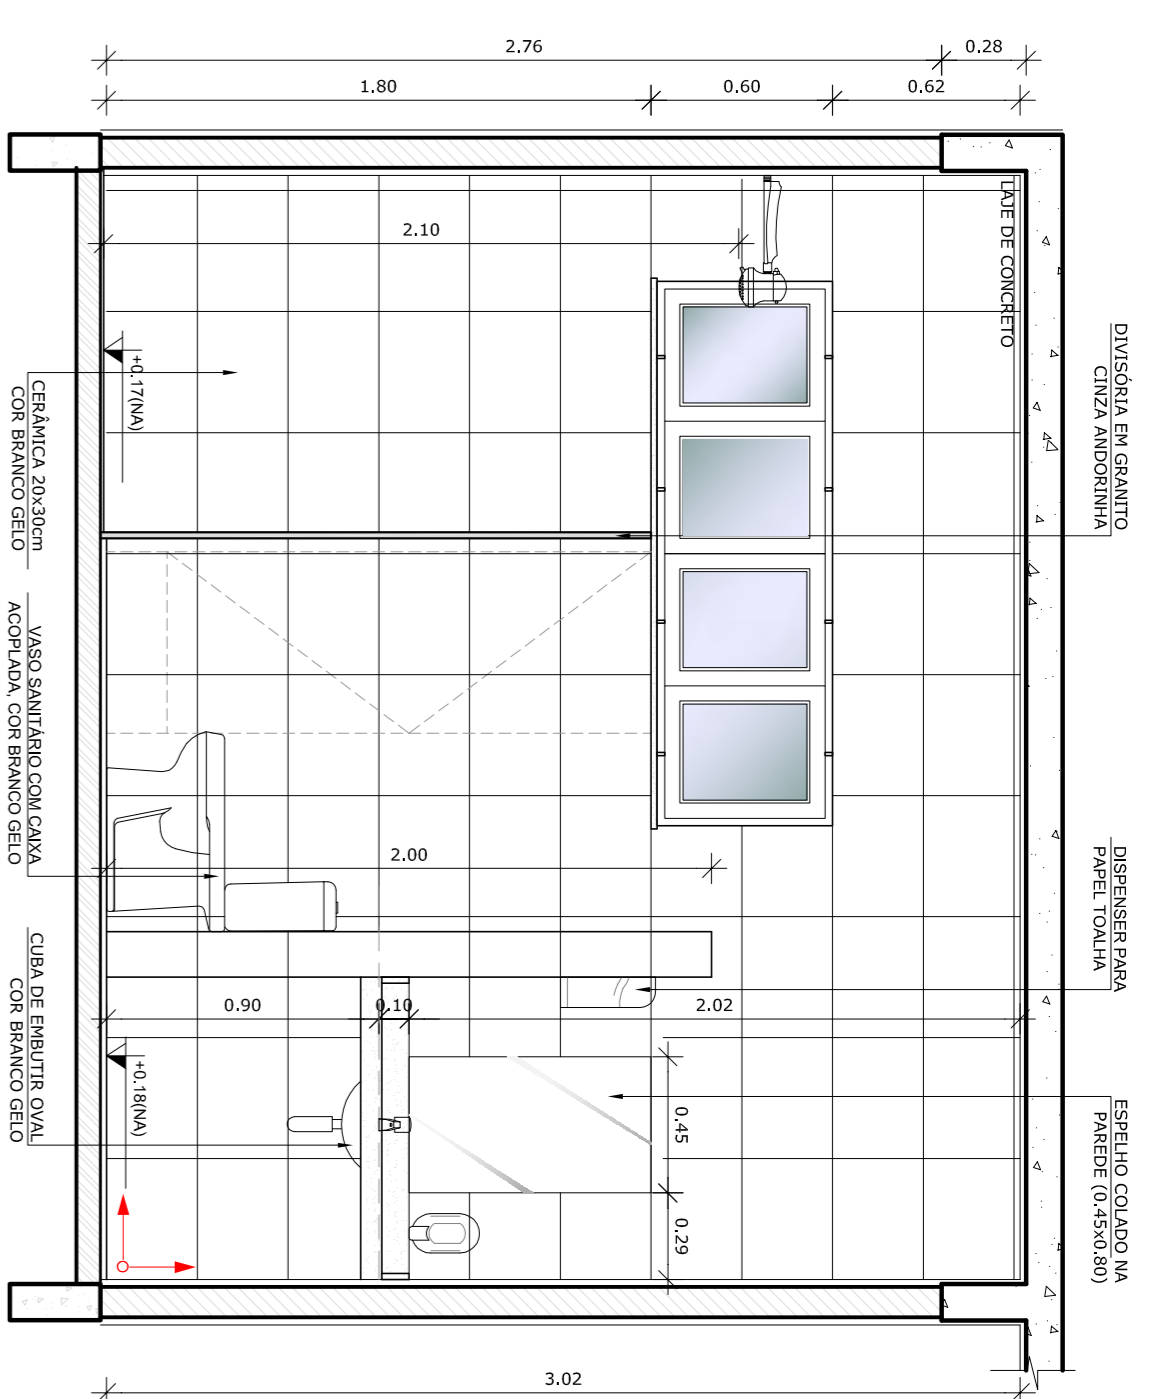 2.76
0.28
1.80
0.60
0.62
LAJE DE CONCRETO
2.10
DIVISÓRIA EM GRANITO
CINZA ANDORINHA
+0.17(NA)
CERÂMICA 20x30cm
COR BRANCO GELO
VASO SANITÁRIO COM CAIXA
ACOPLADA, COR BRANCO GELO
2.00
DISPENSER PARA
PAPEL TOALHA
CUBA DE EMBUTIR OVAL
COR BRANCO GELO
0.90
0.10
2.02
+0.18(NA)
0.45
0.29
ESPELHO COLADO NA
PAREDE (0.45x0.80)
3.02